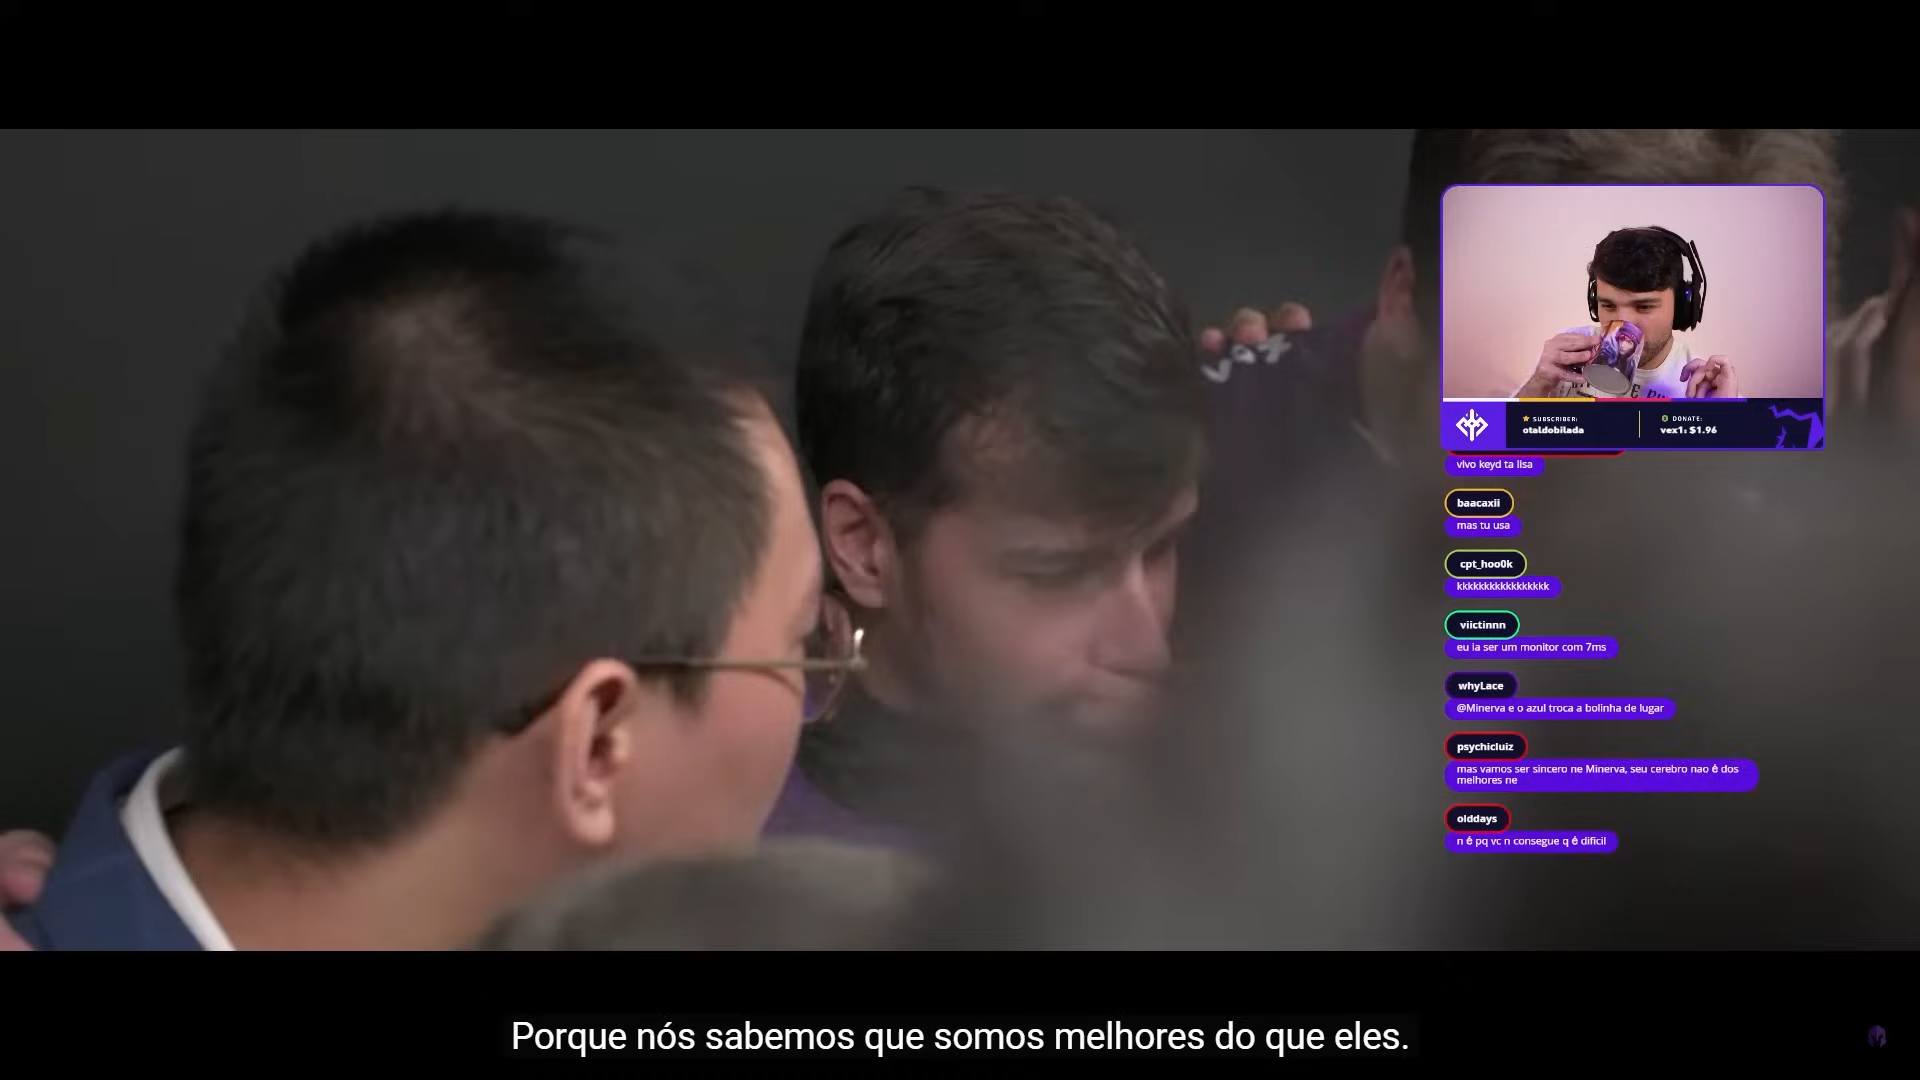 SUBSCRIBER:
otaldobilada
DONATE:
vex1: $1.96
vivo keyd ta lisa
baacaxii
mas tu usa
cpt_hoo0k
kkkkkkkkkkkkkkkkk
viictinnn
eu ia ser um monitor com 7ms
whyLace
@Minerva e o azul troca a bolinha de lugar
psychicluiz
mas vamos ser sincero ne Minerva, seu cerebro nao é dos
melhores ne
olddays
n é pq vc n consegue q é dificil
Porque nós sabemos que somos melhores do que eles.